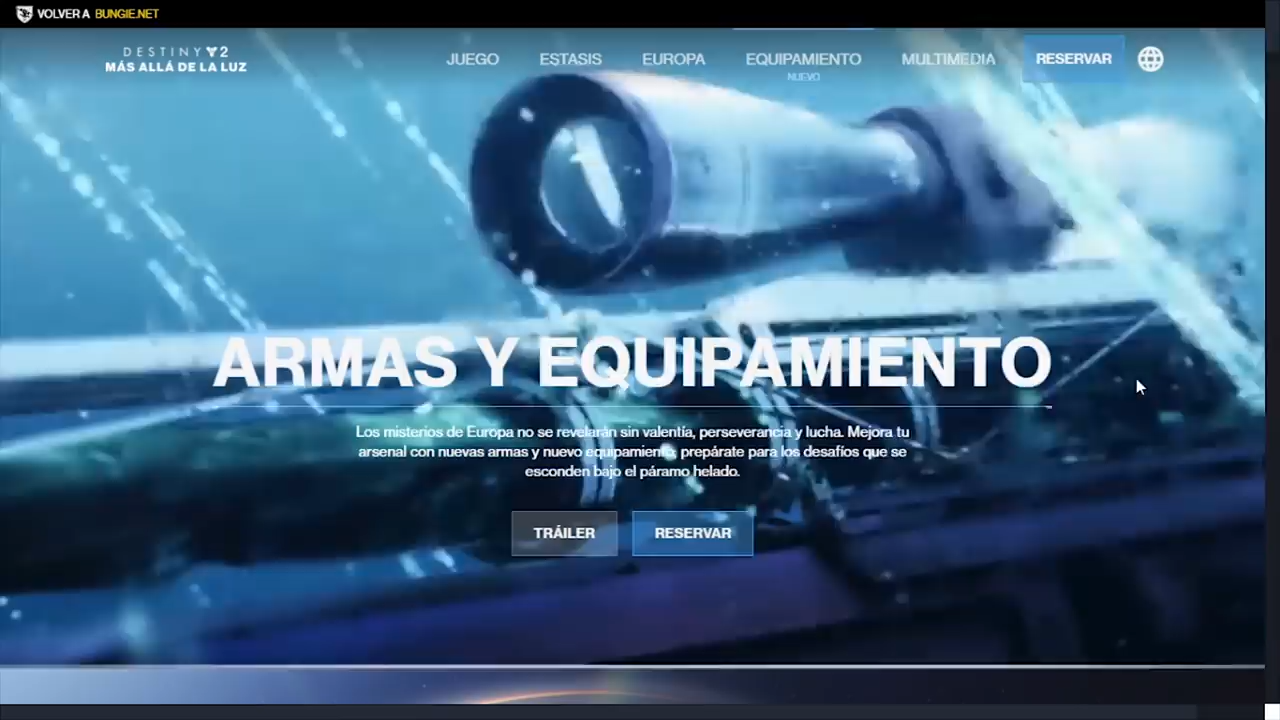 VOLVER A BUNGIE.NET
DESTINY 2
MÁS ALLÁ DE LA LUZ
JUEGO
ESTASIS
EUROPA
EQUIPAMIENTO
NUEVO
MULTIMEDIA
RESERVAR
ARMAS Y EQUIPAMIENTO
Los misterios de Europa no se revelarán sin valentía, perseverancia y lucha. Mejora tu
arsenal con nuevas armas y nuevo equipamiento, prepárate para los desafíos que se
esconden bajo el páramo helado.
TRÁILER
RESERVAR